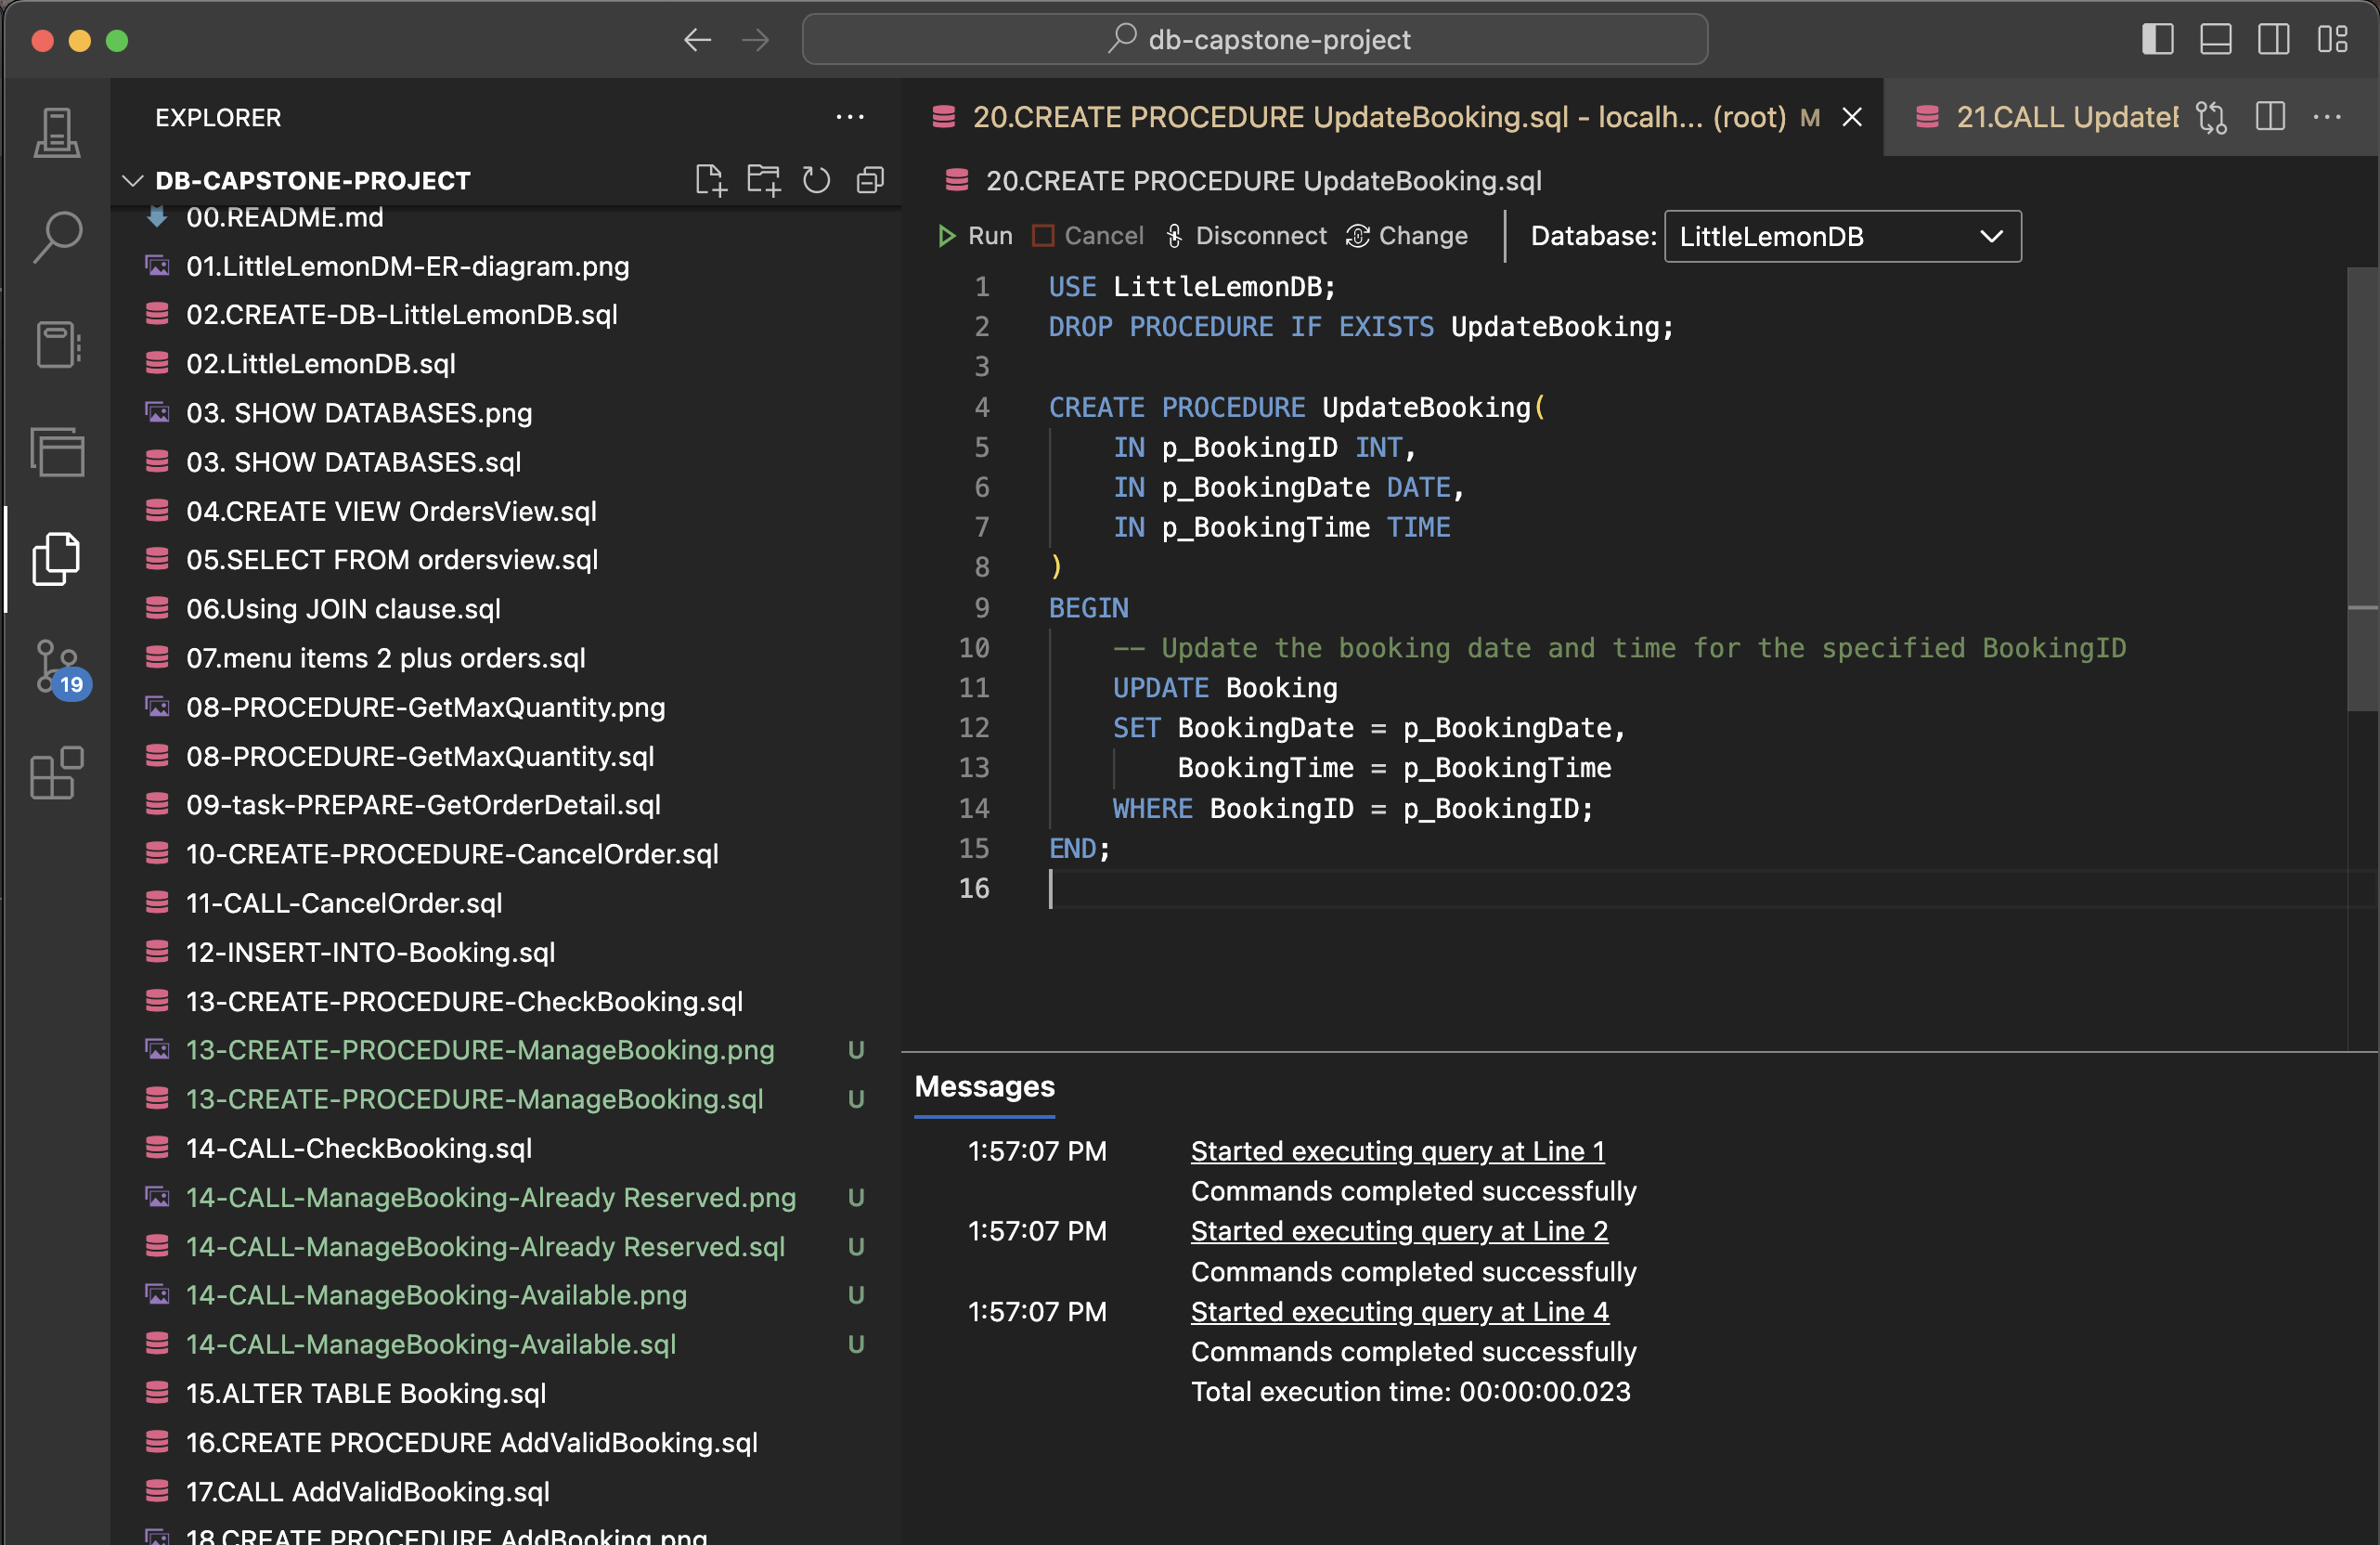 db-capstone-project
EXPLORER
DB-CAPSTONE-PROJECT
00.README.md
01.LittleLemonDM-ER-diagram.png
02.CREATE-DB-LittleLemonDB.sql
02.LittleLemonDB.sql
03. SHOW DATABASES.png
03. SHOW DATABASES.sql
04.CREATE VIEW OrdersView.sql
05.SELECT FROM ordersview.sql
06.Using JOIN clause.sql
07.menu items 2 plus orders.sql
08-PROCEDURE-GetMaxQuantity.png
08-PROCEDURE-GetMaxQuantity.sql
09-task-PREPARE-GetOrderDetail.sql
10-CREATE-PROCEDURE-CancelOrder.sql
11-CALL-CancelOrder.sql
12-INSERT-INTO-Booking.sql
13-CREATE-PROCEDURE-CheckBooking.sql
13-CREATE-PROCEDURE-ManageBooking.png U
13-CREATE-PROCEDURE-ManageBooking.sql U
14-CALL-CheckBooking.sql
14-CALL-ManageBooking-Already Reserved.png U
14-CALL-ManageBooking-Already Reserved.sql U
14-CALL-ManageBooking-Available.png U
14-CALL-ManageBooking-Available.sql U
15.ALTER TABLE Booking.sql
16.CREATE PROCEDURE AddValidBooking.sql
17.CALL AddValidBooking.sql
18.CREATE PROCEDURE AddBooking.png
19
20.CREATE PROCEDURE UpdateBooking.sql - localh... (root) M
21.CALL UpdateB
20.CREATE PROCEDURE UpdateBooking.sql
Run Cancel Disconnect Change Database: LittleLemonDB
1 USE LittleLemonDB;
2 DROP PROCEDURE IF EXISTS UpdateBooking;
3
4 CREATE PROCEDURE UpdateBooking(
5 IN p_BookingID INT,
6 IN p_BookingDate DATE,
7 IN p_BookingTime TIME
8 )
9 BEGIN
10 -- Update the booking date and time for the specified BookingID
11 UPDATE Booking
12 SET BookingDate = p_BookingDate,
13 BookingTime = p_BookingTime
14 WHERE BookingID = p_BookingID;
15 END;
16
Messages
1:57:07 PM Started executing query at Line 1
Commands completed successfully
1:57:07 PM Started executing query at Line 2
Commands completed successfully
1:57:07 PM Started executing query at Line 4
Commands completed successfully
Total execution time: 00:00:00.023